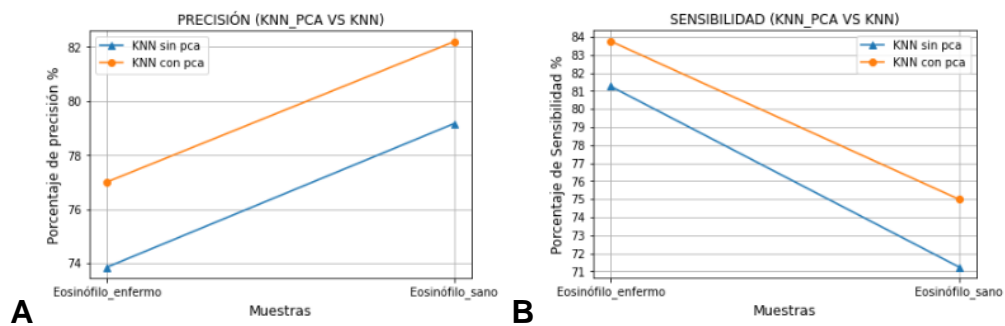 PRECISIÓN (KNN_PCA VS KNN)
KNN sin pca
KNN con pca
Porcentaje de precisión %
82
80
78
76
74
Eosinófilo_enfermo
Eosinófilo_sano
Muestras
A
SENSIBILIDAD (KNN_PCA VS KNN)
KNN sin pca
KNN con pca
Porcentaje de Sensibilidad %
84
83
82
81
80
79
78
77
76
75
74
73
72
71
Eosinófilo_enfermo
Eosinófilo_sano
Muestras
B